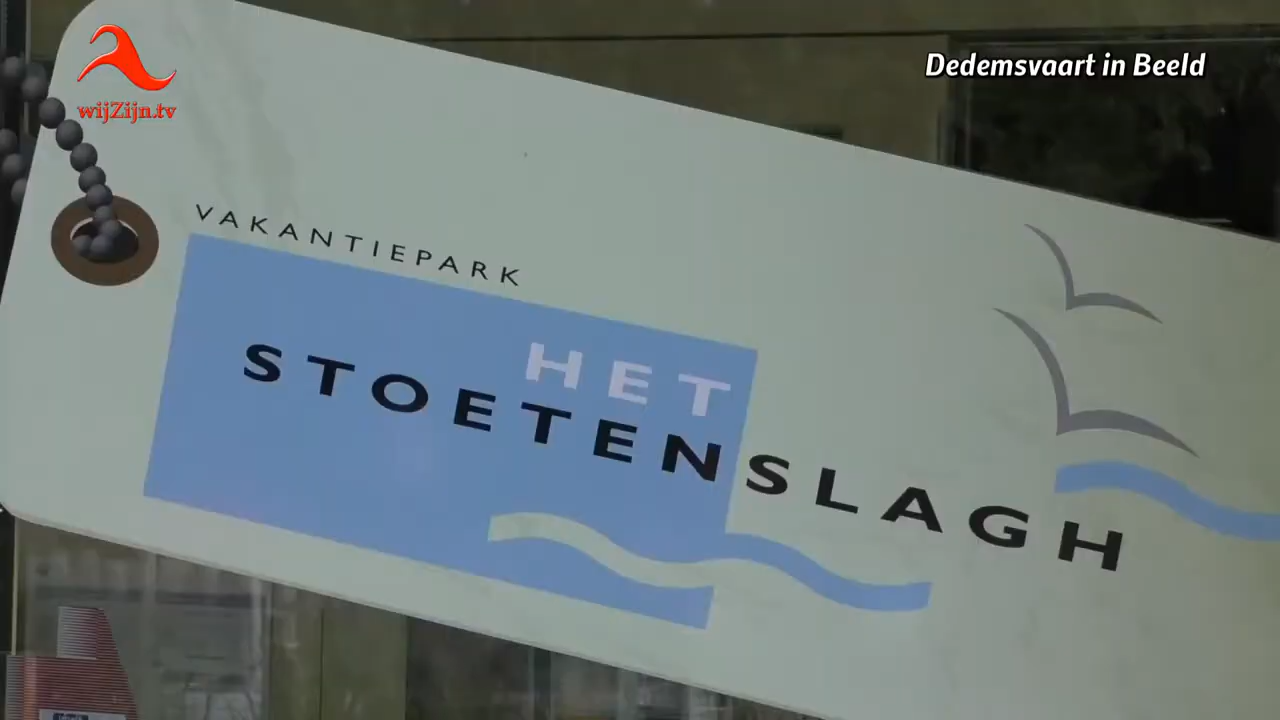 wijZijn.tv
Dedemsvaart in Beeld
VAKANTIEPARK
HET
STOETENSLAGH